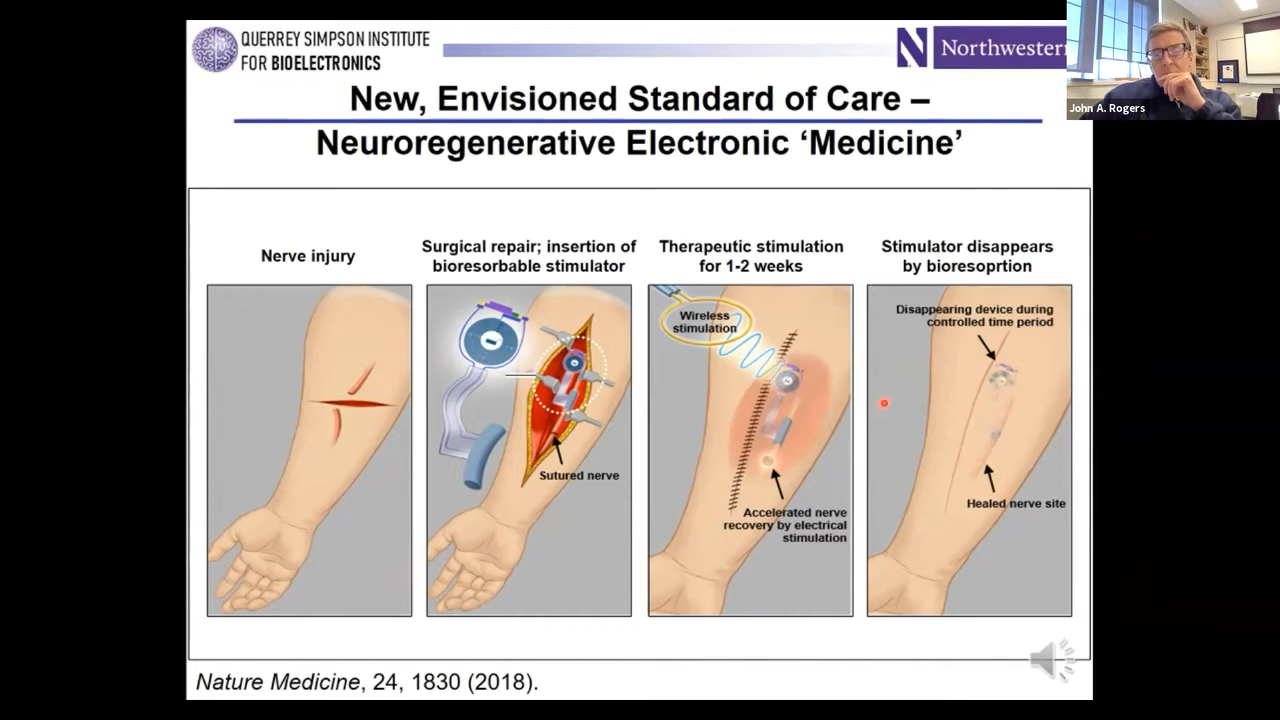 QUERREY SIMPSON INSTITUTE
FOR BIOELECTRONICS
Northwestern
John A. Rogers
New, Envisioned Standard of Care –
Neuroregenerative Electronic ‘Medicine’
Nerve injury
Surgical repair; insertion of
bioresorbable stimulator
Sutured nerve
Therapeutic stimulation
for 1-2 weeks
Wireless
stimulation
Accelerated nerve
recovery by electrical
stimulation
Stimulator disappears
by bioresoprtion
Disappearing device during
controlled time period
Healed nerve site
Nature Medicine, 24, 1830 (2018).